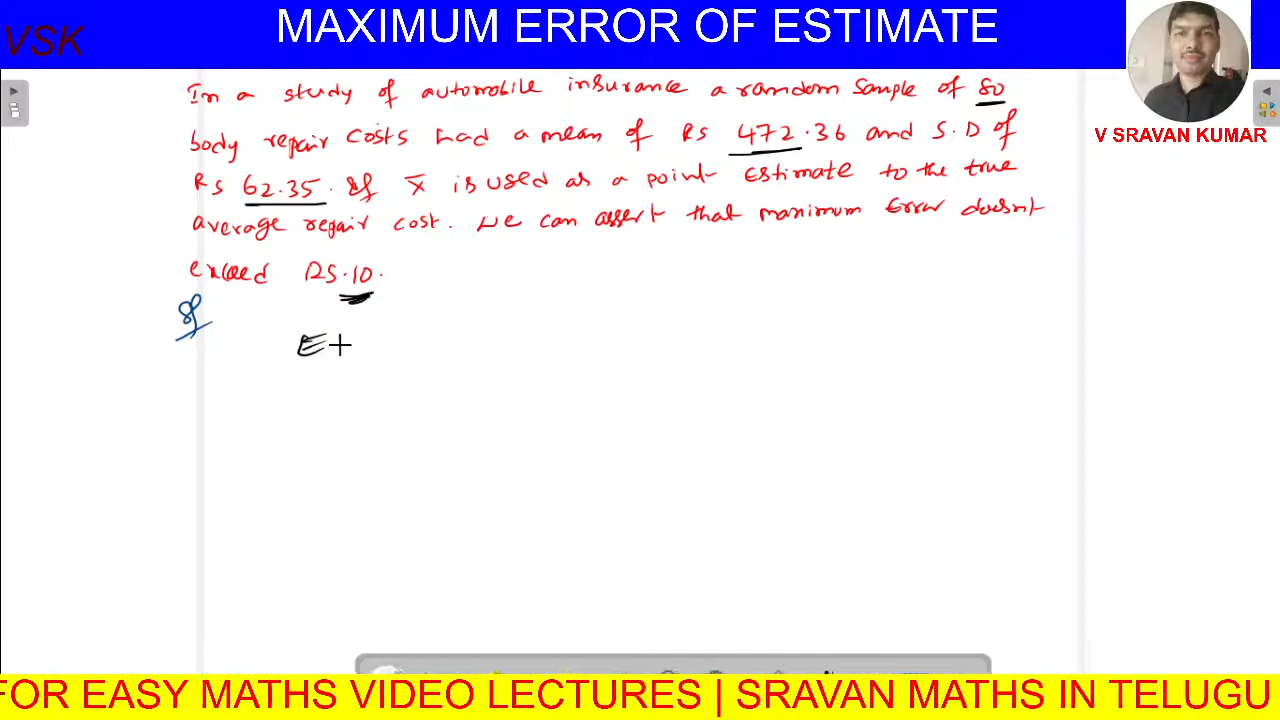 VSK
MAXIMUM ERROR OF ESTIMATE
V SRAVAN KUMAR
In a study of automobile insurance a random sample of 80
body repair costs had a mean of Rs 472.36 and S.D of
Rs 62.35. If x̄ is used as a point estimate to the true
average repair cost. We can assert that maximum Error doesnt
exceed RS.10.
E
FOR EASY MATHS VIDEO LECTURES | SRAVAN MATHS IN TELUGU